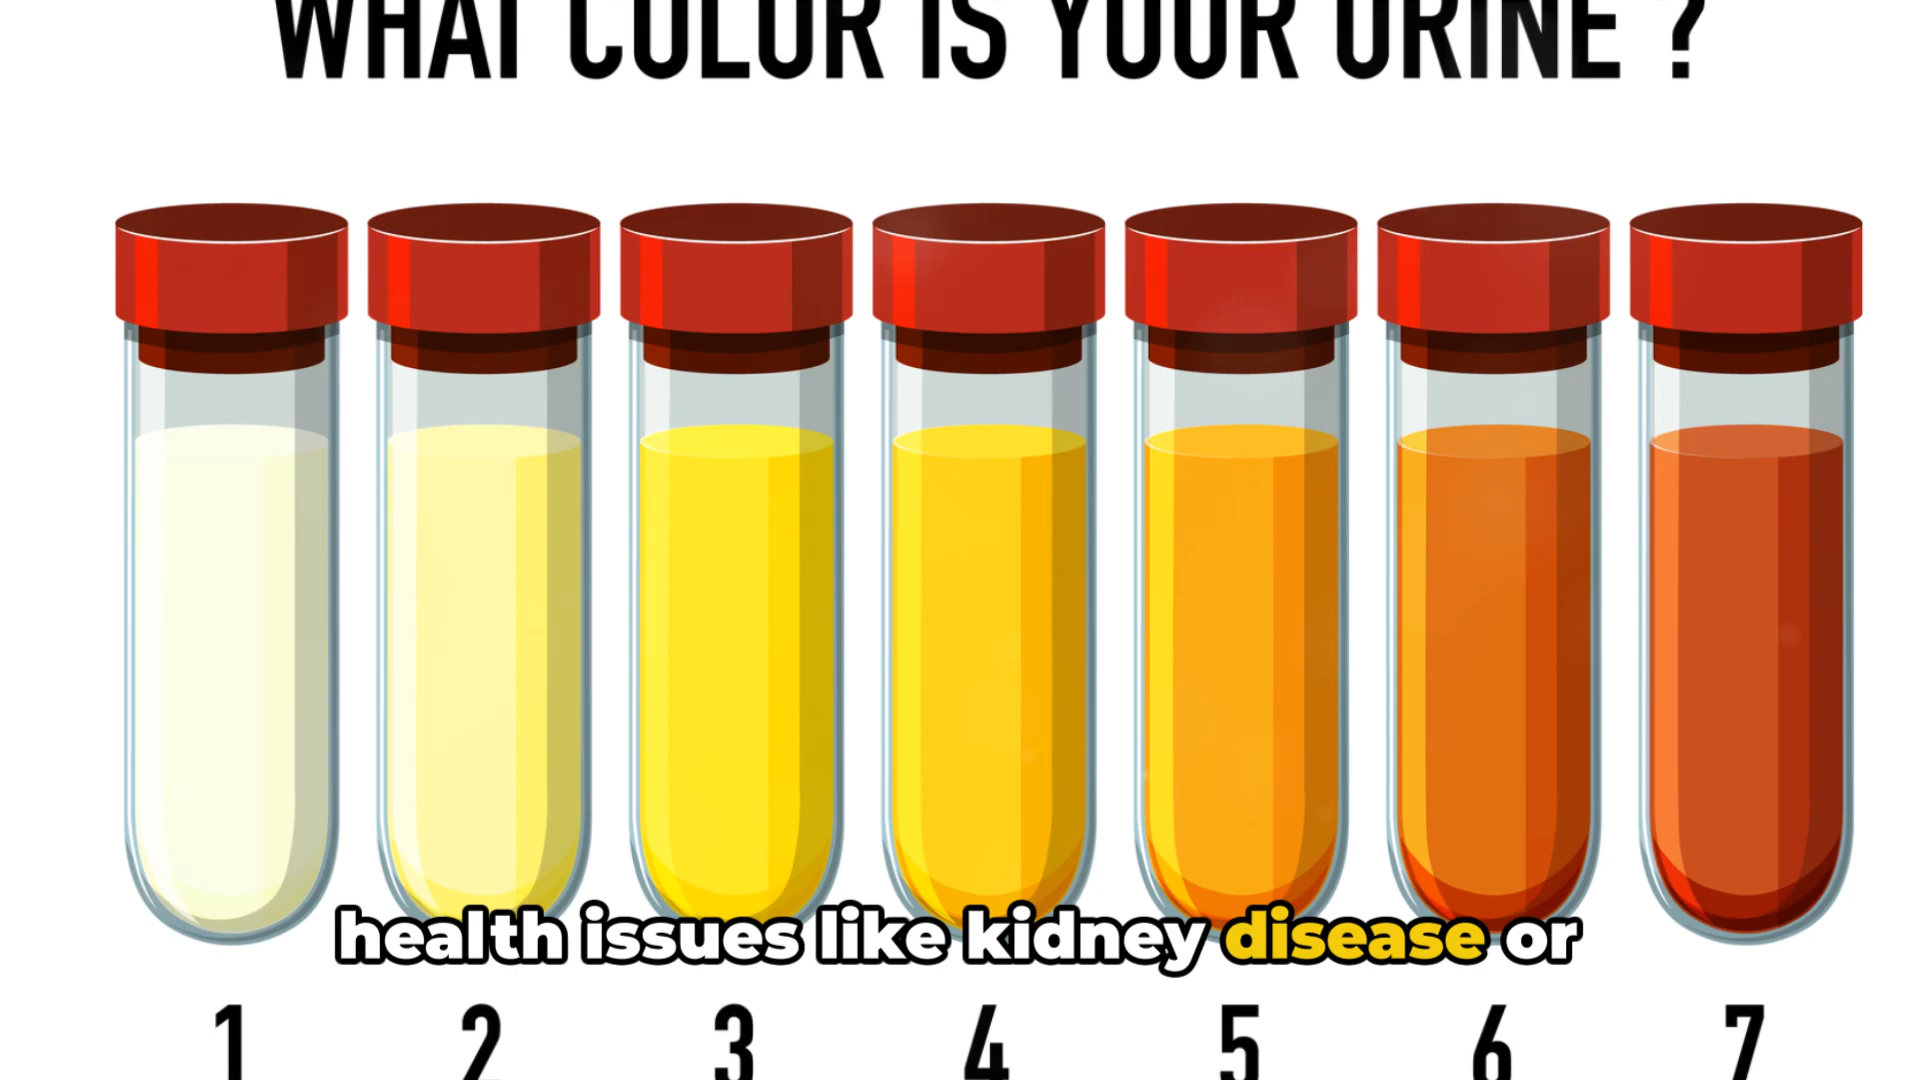 WHAT COLOR IS YOUR URINE ?
health issues like kidney disease or
1 2 3 4 5 6 7